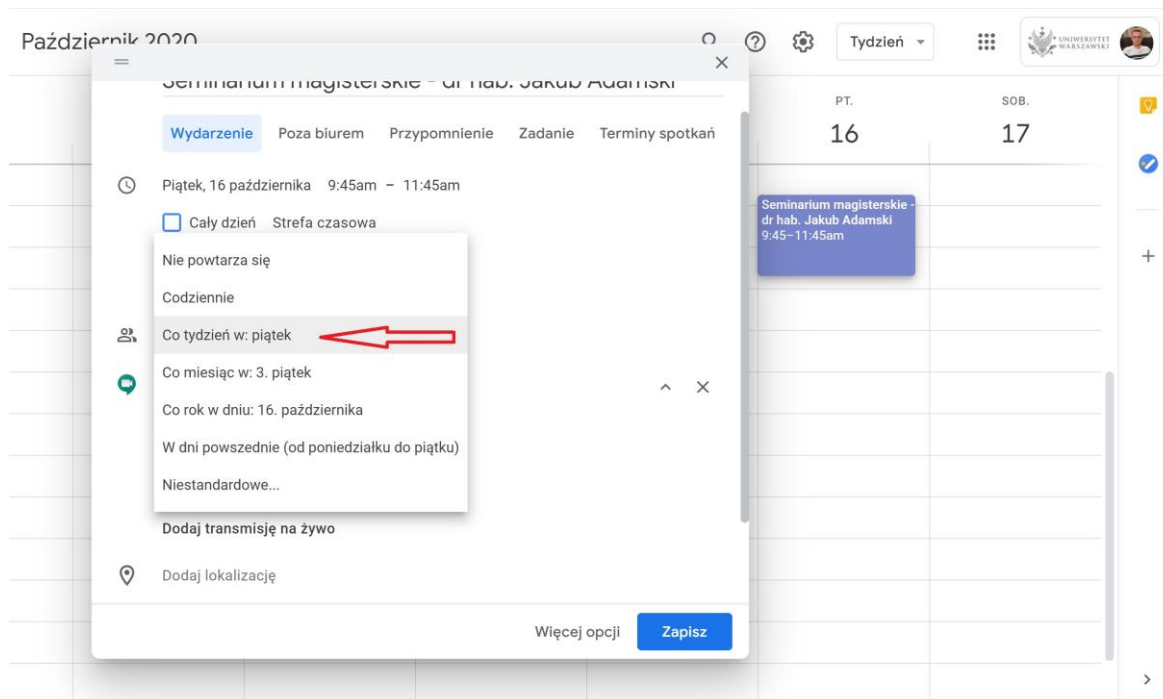 Październik 2020
Tydzień
UNIWERSYTET
WARSZAWSKI
Seminarium magisterskie - dr hab. Jakub Adamski
Wydarzenie Poza biurem Przypomnienie Zadanie Terminy spotkań
Piątek, 16 października 9:45am – 11:45am
Cały dzień Strefa czasowa
Nie powtarza się
Codziennie
Co tydzień w: piątek
Co miesiąc w: 3. piątek
Co rok w dniu: 16. października
W dni powszednie (od poniedziałku do piątku)
Niestandardowe...
Dodaj transmisję na żywo
Dodaj lokalizację
Więcej opcji Zapisz
PT. SOB.
16 17
Seminarium magisterskie -
dr hab. Jakub Adamski
9:45–11:45am